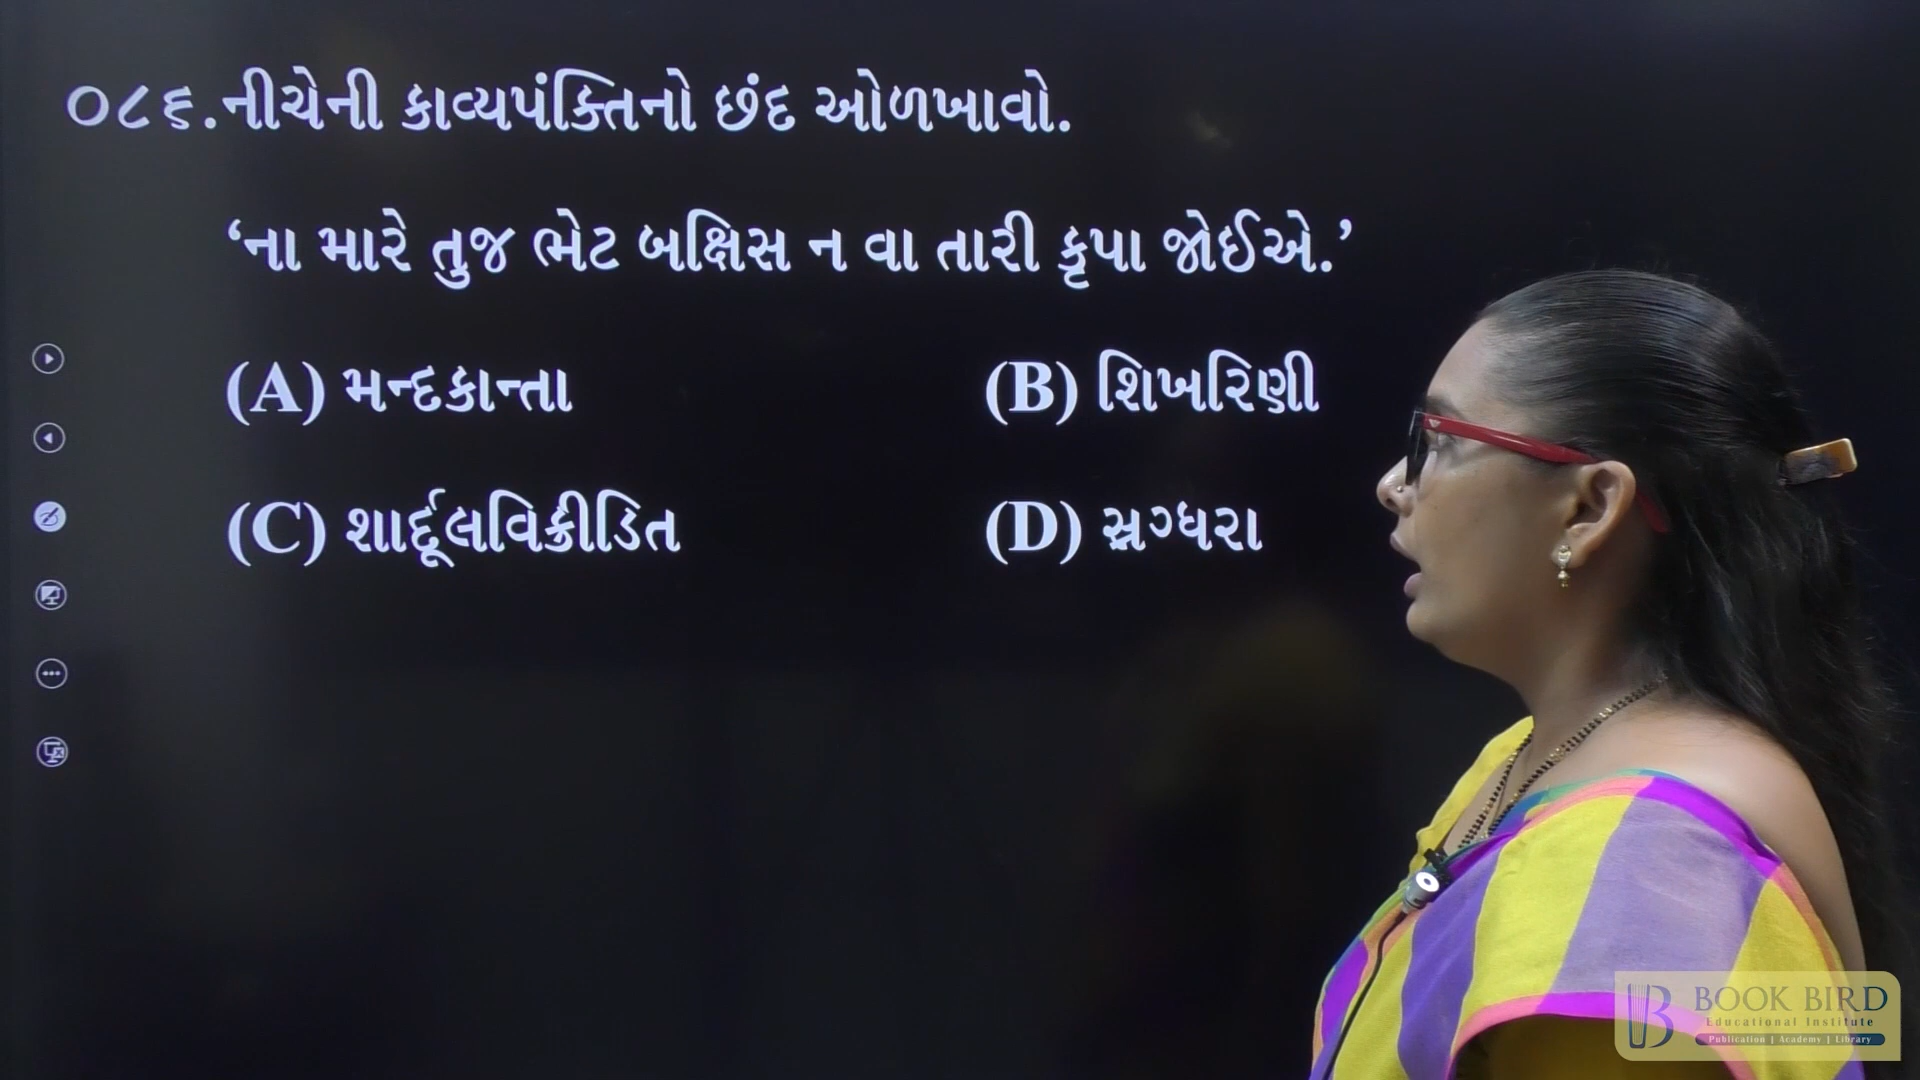 ૦૮૬.નીચેની કાવ્યપંક્તિનો છંદ ઓળખાવો.
‘ના મારે તુજ ભેટ બક્ષિસ ન વા તારી કૃપા જોઈએ.’
(A) મન્દકાન્તા
(B) શિખરિણી
(C) શાર્દૂલવિક્રીડિત
(D) સ્રગ્ધરા
BOOK BIRD
Educational Institute
Publication | Academy | Library